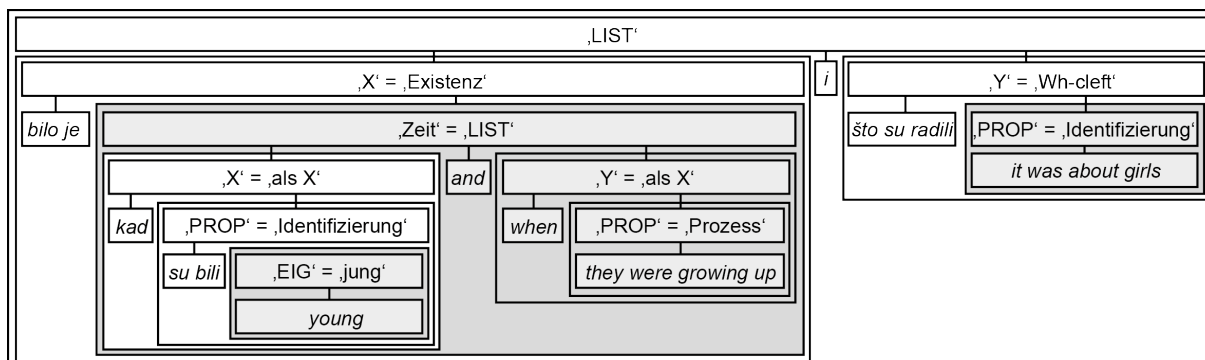 ‚LIST‘
‚X‘ = ‚Existenz‘
i
‚Y‘ = ‚Wh-cleft‘
bilo je
‚Zeit‘ = ‚LIST‘
što su radili
‚PROP‘ = ‚Identifizierung‘
it was about girls
‚X‘ = ‚als X‘
and
‚Y‘ = ‚als X‘
kad
‚PROP‘ = ‚Identifizierung‘
when
‚PROP‘ = ‚Prozess‘
su bili
‚EIG‘ = ‚jung‘
they were growing up
young